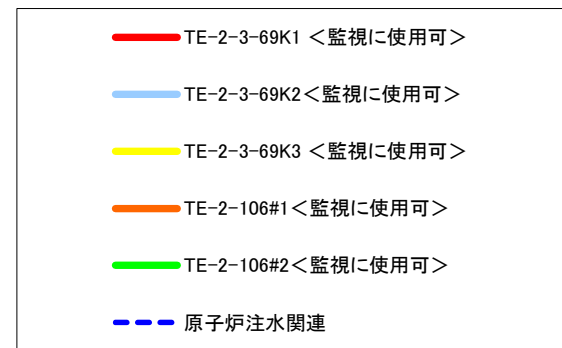 TE-2-3-69K1 <監視に使用可>
TE-2-3-69K2<監視に使用可>
TE-2-3-69K3 <監視に使用可>
TE-2-106#1<監視に使用可>
TE-2-106#2<監視に使用可>
原子炉注水関連